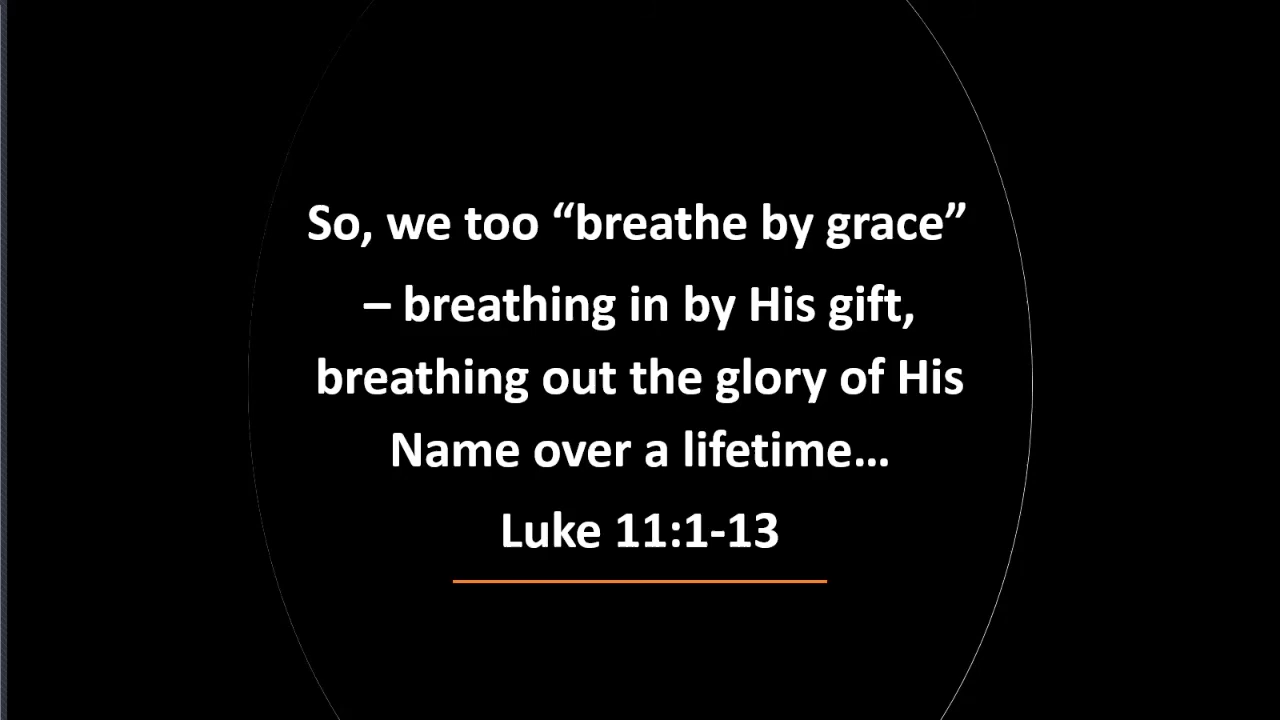 So, we too “breathe by grace”
– breathing in by His gift,
breathing out the glory of His
Name over a lifetime…
Luke 11:1-13